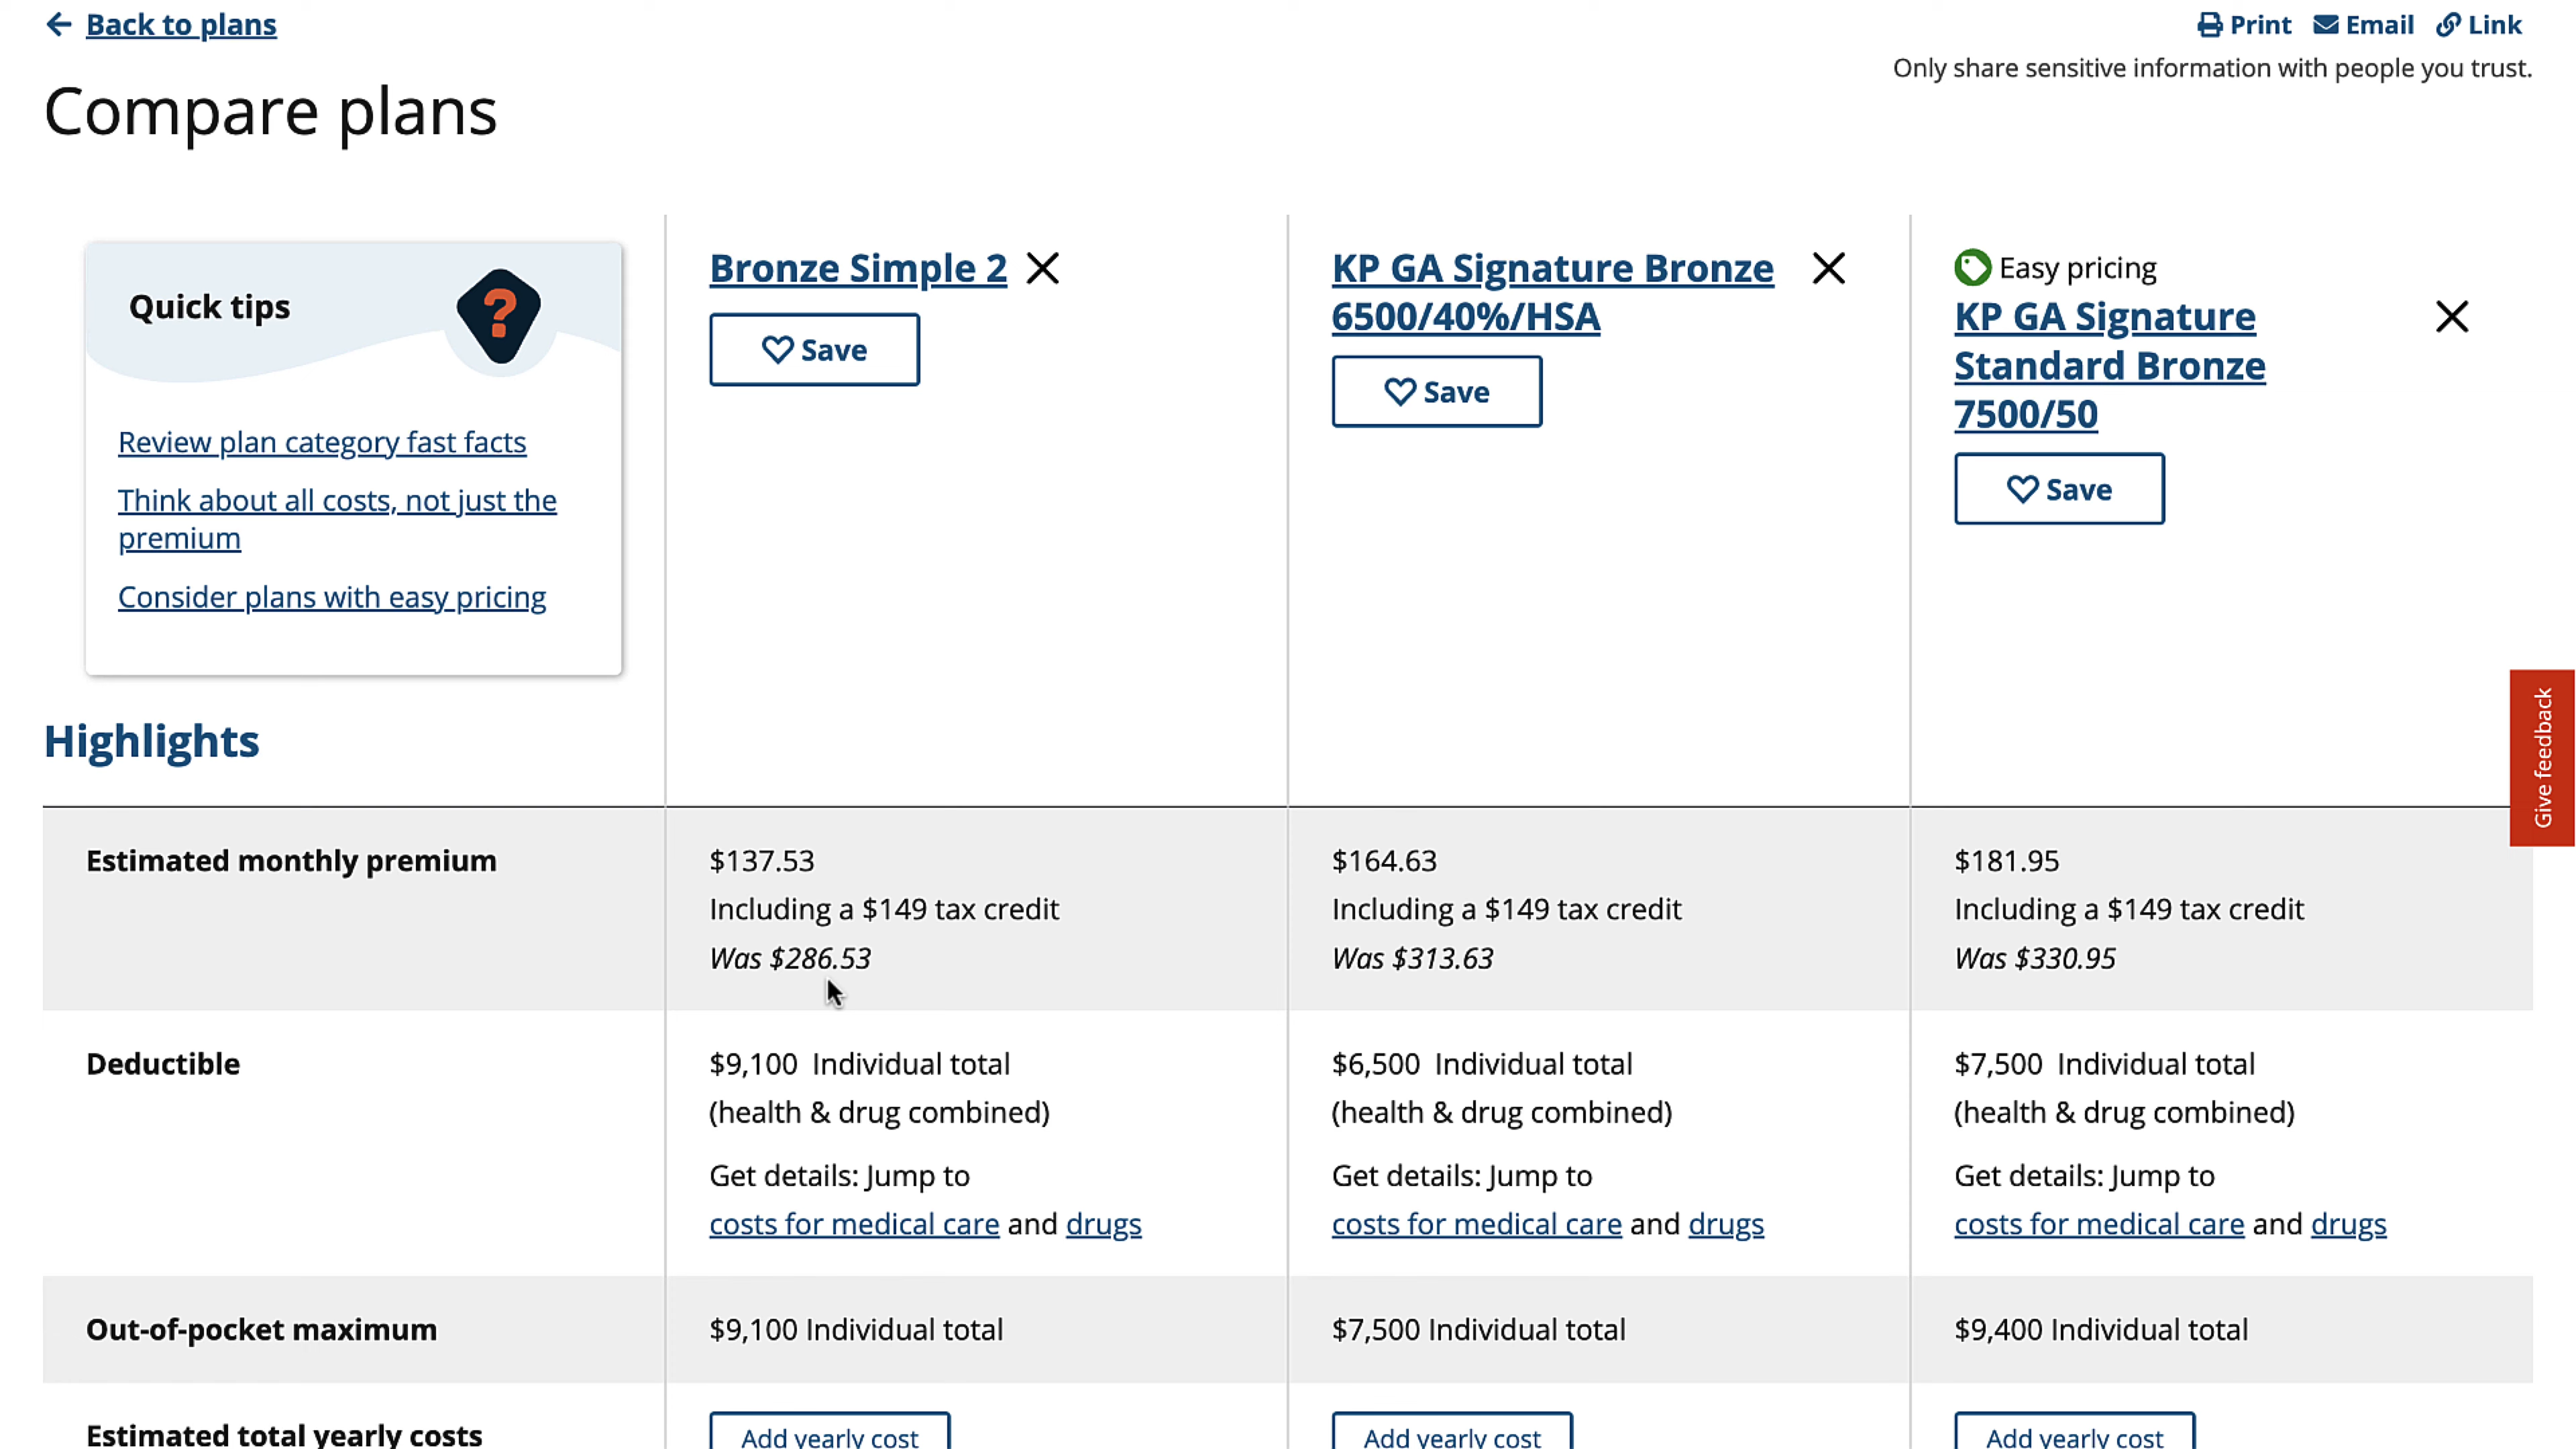 Back to plans
Print Email Link
Only share sensitive information with people you trust.
Compare plans
Quick tips
?
Review plan category fast facts
Think about all costs, not just the
premium
Consider plans with easy pricing
Bronze Simple 2
Save
KP GA Signature Bronze
6500/40%/HSA
Save
Easy pricing
KP GA Signature
Standard Bronze
7500/50
Save
Give feedback
Highlights
Estimated monthly premium
$137.53
Including a $149 tax credit
Was $286.53
$164.63
Including a $149 tax credit
Was $313.63
$181.95
Including a $149 tax credit
Was $330.95
Deductible
$9,100 Individual total
(health & drug combined)
Get details: Jump to
costs for medical care and drugs
$6,500 Individual total
(health & drug combined)
Get details: Jump to
costs for medical care and drugs
$7,500 Individual total
(health & drug combined)
Get details: Jump to
costs for medical care and drugs
Out-of-pocket maximum
$9,100 Individual total
$7,500 Individual total
$9,400 Individual total
Estimated total yearly costs
Add yearly cost
Add yearly cost
Add yearly cost